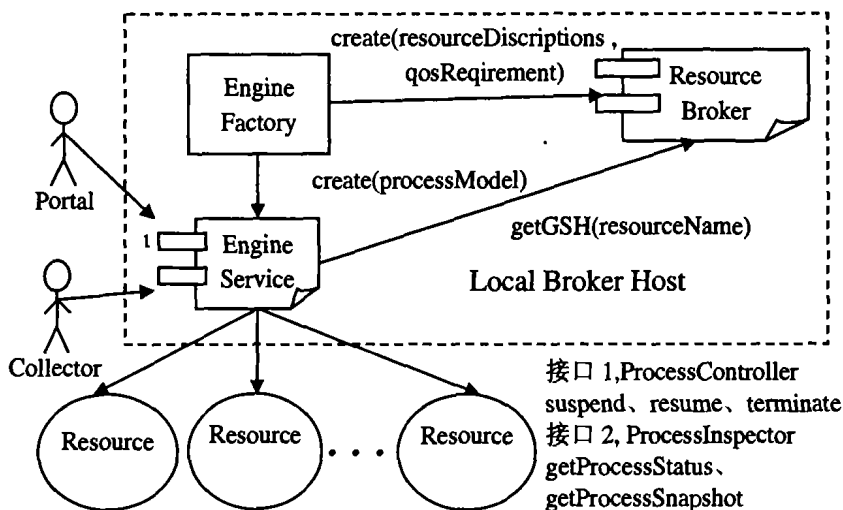 create(resourceDiscriptions ,
qosReqirement)
Engine
Factory
Resource
Broker
Portal
create(processModel)
1
Engine
Service
getGSH(resourceName)
Local Broker Host
Collector
Resource
Resource
Resource
接口 1,ProcessController
suspend、resume、terminate
接口 2, ProcessInspector
getProcessStatus、
getProcessSnapshot